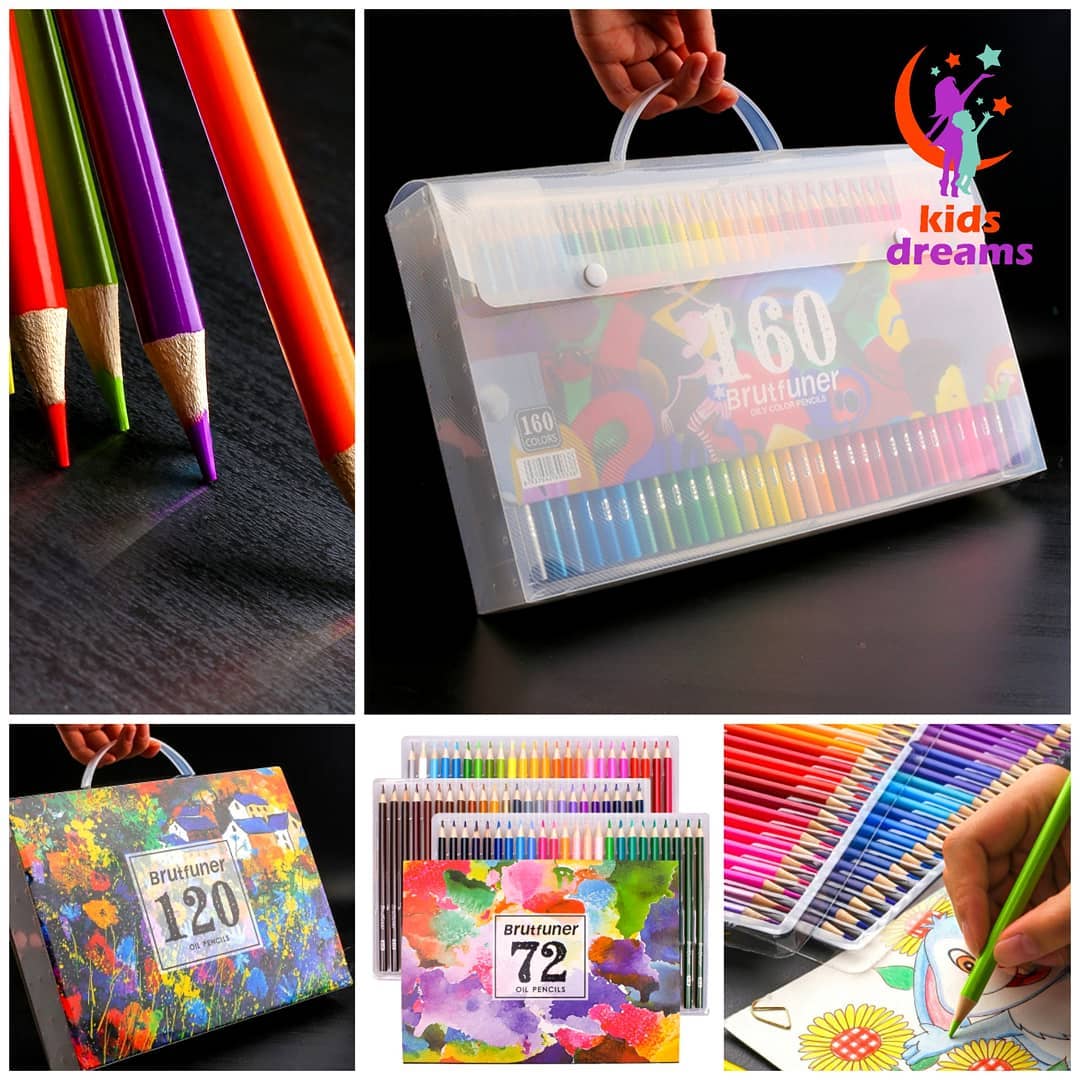 kids
dreams
160
Brutfuner
OILY COLOR PENCILS
160
COLORS
Brutfuner
120
OIL PENCILS
Brutfuner
72
OIL PENCILS